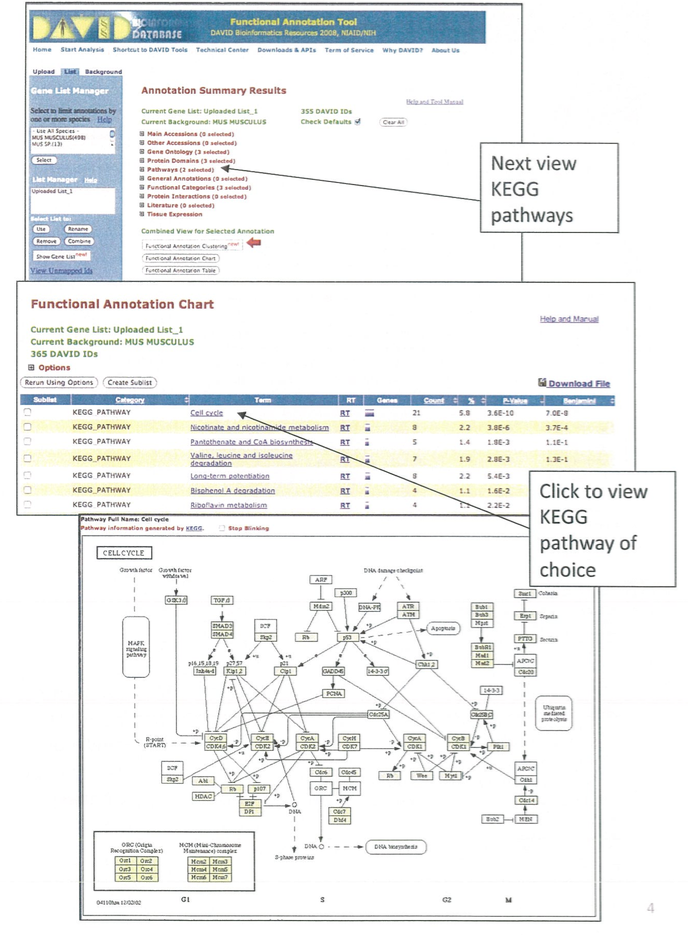 DAVID BIOINFORMATICS DATABASE
Functional Annotation Tool
DAVID Bioinformatics Resources 2008, NIAID/NIH
Home Start Analysis Shortcut to DAVID Tools Technical Center Downloads & APIs Term of Service Why DAVID? About Us
Upload List Background
Gene List Manager
Select to limit annotations by
one or more species Help
- Use All Species -
MUS MUSCULUS(498)
MUS SP.(13)
Select
List Manager Help
Uploaded List_1
Select List to:
Use Rename
Remove Combine
Show Gene List new!
View Unmapped Ids
Annotation Summary Results
Help and Tool Manual
Current Gene List: Uploaded List_1 355 DAVID IDs
Current Background: MUS MUSCULUS Check Defaults Clear All
Main Accessions (0 selected)
Other Accessions (0 selected)
Gene Ontology (3 selected)
Protein Domains (3 selected)
Pathways (2 selected)
General Annotations (0 selected)
Functional Categories (3 selected)
Protein Interactions (0 selected)
Literature (0 selected)
Tissue Expression
Combined View for Selected Annotation
Functional Annotation Clustering new!
Functional Annotation Chart
Functional Annotation Table
Next view
KEGG
pathways
Functional Annotation Chart
Help and Manual
Current Gene List: Uploaded List_1
Current Background: MUS MUSCULUS
365 DAVID IDs
Options
Rerun Using Options Create Sublist
Download File
Sublist Category Term RT Genes Count % P-Value Benjamini
KEGG_PATHWAY Cell cycle RT 21 5.8 3.6E-10 7.0E-8
KEGG_PATHWAY Nicotinate and nicotinamide metabolism RT 8 2.2 3.8E-6 3.7E-4
KEGG_PATHWAY Pantothenate and CoA biosynthesis RT 5 1.4 1.8E-3 1.1E-1
KEGG_PATHWAY Valine, leucine and isoleucine degradation RT 7 1.9 2.8E-3 1.3E-1
KEGG_PATHWAY Long-term potentiation RT 8 2.2 5.4E-3
KEGG_PATHWAY Bisphenol A degradation RT 4 1.1 1.6E-2
KEGG_PATHWAY Riboflavin metabolism RT 4 1.1 2.2E-2
Click to view
KEGG
pathway of
choice
Pathway Full Name: Cell cycle
Pathway information generated by KEGG. Stop Blinking
CELL CYCLE
Growth factor
Growth factor
withdrawal
DNA damage checkpoint
ARF
p300
GSK3β
TGFβ
Mdm2
DNA-PK
ATR
ATM
Bub1
Bub3
Mps1
Cohesin
Esp1
Separin
PTTG
Securin
SMAD3
SMAD4
SCF
Skp2
Rb
p53
Apoptosis
BubR1
Mad1
Mad2
APC/C
Cdc20
MAPK
signaling
pathway
p16,15,18,19
Ink4a-d
p27,57
Kip1,2
p21
Cip1
GADD45
14-3-3σ
Chk1,2
PCNA
14-3-3
Cdc25A
Ubiquitin
mediated
proteolysis
R-point
(START)
CycD
CDK4,6
CycE
CDK2
CycA
CDK2
CycH
CDK7
CycA
CDK1
CycB
CDK1
Plk1
SCF
Skp2
Abl
HDAC
Rb
p107
E2F
DP1
DNA
Cdc6
Cdc45
ORC
MCM
Cdc7
Dbf4
Rb
Wee
Myt1
APC/C
Cdh1
Cdc14
Bub2
MEN
S-phase proteins
DNA
DNA biosynthesis
ORC (Origin
Recognition Complex)
MCM (Mini-Chromosome
Maintenance) complex
Orc1 Orc2
Orc3 Orc4
Orc5 Orc6
Mcm2 Mcm3
Mcm4 Mcm5
Mcm6 Mcm7
G1 S G2 M
4